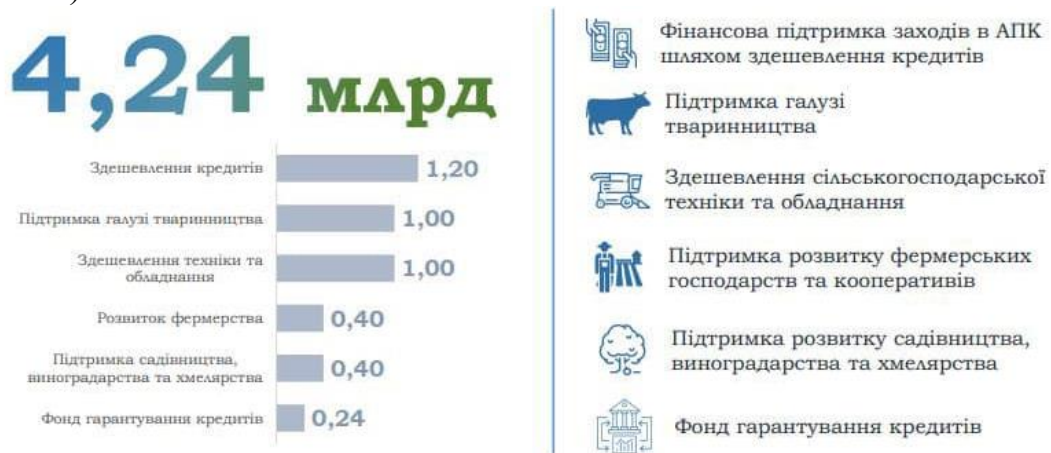 4,24 млрд
Здешевлення кредитів
1,20
Підтримка галузі тваринництва
1,00
Здешевлення техніки та
обладнання
1,00
Розвиток фермерства
0,40
Підтримка садівництва,
виноградарства та хмелярства
0,40
Фонд гарантування кредитів
0,24
Фінансова підтримка заходів в АПК
шляхом здешевлення кредитів
Підтримка галузі
тваринництва
Здешевлення сільськогосподарської
техніки та обладнання
Підтримка розвитку фермерських
господарств та кооперативів
Підтримка розвитку садівництва,
виноградарства та хмелярства
Фонд гарантування кредитів